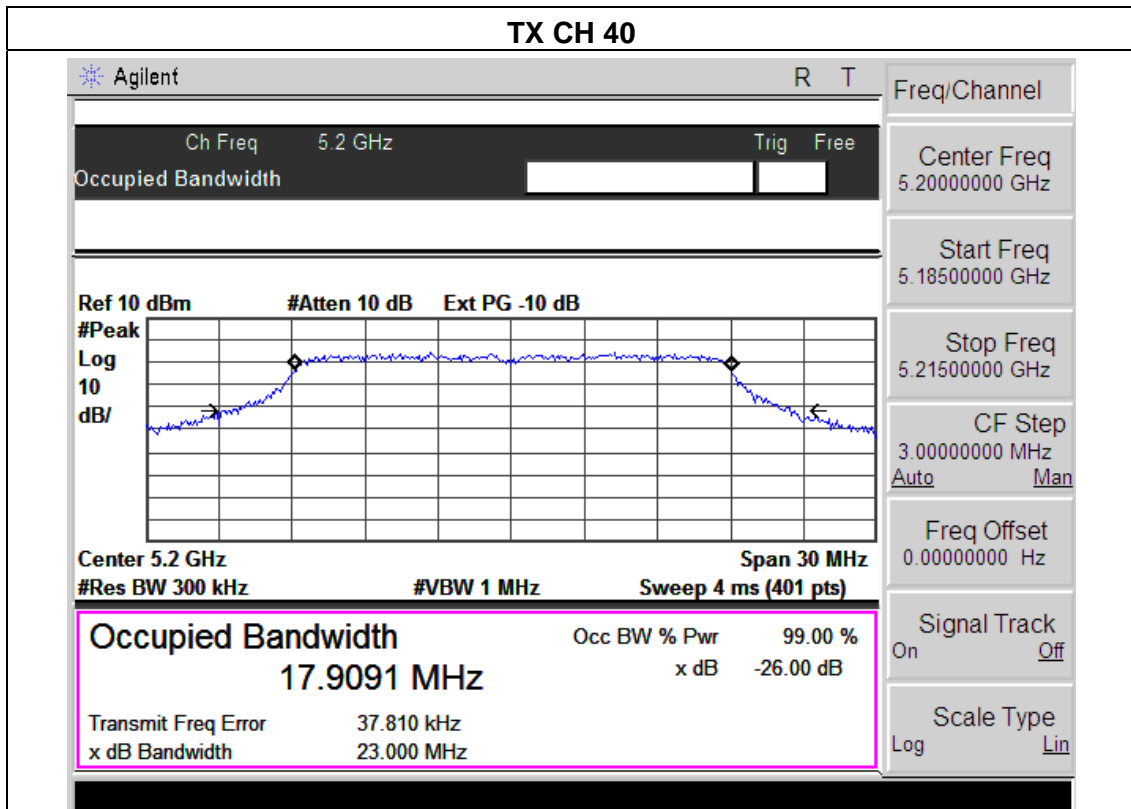 TX CH 40
Agilent
R T
Freq/Channel
Ch Freq 5.2 GHz Trig Free
Occupied Bandwidth
Center Freq
5.20000000 GHz
Start Freq
5.18500000 GHz
Stop Freq
5.21500000 GHz
CF Step
3.00000000 MHz
Auto Man
Freq Offset
0.00000000 Hz
Signal Track
On Off
Scale Type
Log Lin
Ref 10 dBm #Atten 10 dB Ext PG -10 dB
#Peak
Log
10
dB/
Center 5.2 GHz Span 30 MHz
#Res BW 300 kHz #VBW 1 MHz Sweep 4 ms (401 pts)
Occupied Bandwidth
17.9091 MHz
Occ BW % Pwr 99.00 %
x dB -26.00 dB
Transmit Freq Error 37.810 kHz
x dB Bandwidth 23.000 MHz